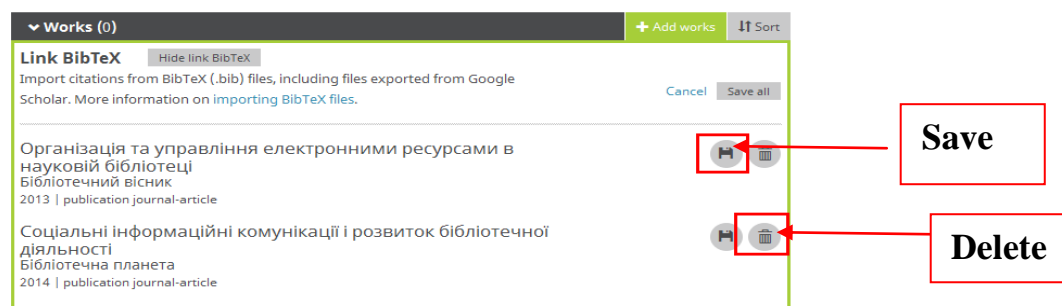 Works (0)
Add works
Sort
Link BibTeX
Hide link BibTeX
Import citations from BibTeX (.bib) files, including files exported from Google
Scholar. More information on importing BibTeX files.
Cancel
Save all
Організація та управління електронними ресурсами в
науковій бібліотеці
Бібліотечний вісник
2013 | publication journal-article
Save
Соціальні інформаційні комунікації і розвиток бібліотечної
діяльності
Бібліотечна планета
2014 | publication journal-article
Delete